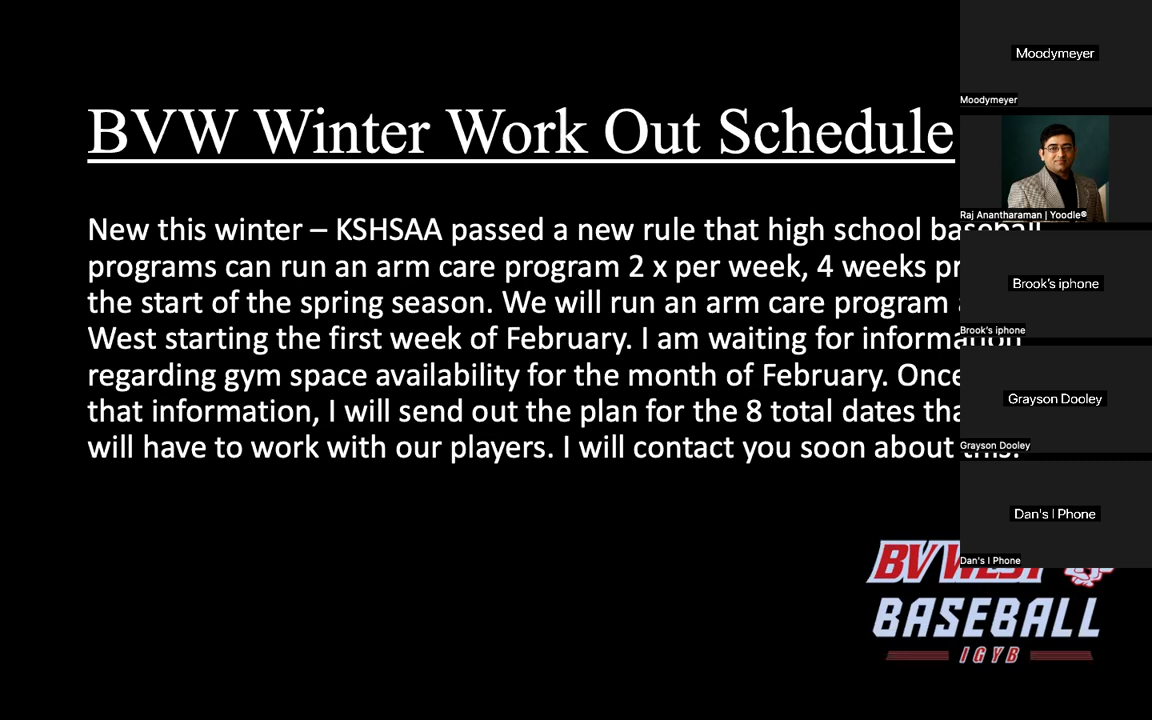 BVW Winter Work Out Schedule
New this winter – KSHSAA passed a new rule that high school baseball
programs can run an arm care program 2 x per week, 4 weeks
the start of the spring season. We will run an arm care program
West starting the first week of February. I am waiting for information
regarding gym space availability for the month of February. Once
that information, I will send out the plan for the 8 total dates
will have to work with our players. I will contact you soon about this.
BV WEST
BASEBALL
IGYB
Moodymeyer
Moodymeyer
Raj Anantharaman | Yoodle®
Brook's iphone
Brook's iphone
Grayson Dooley
Grayson Dooley
Dan's I Phone
Dan's I Phone